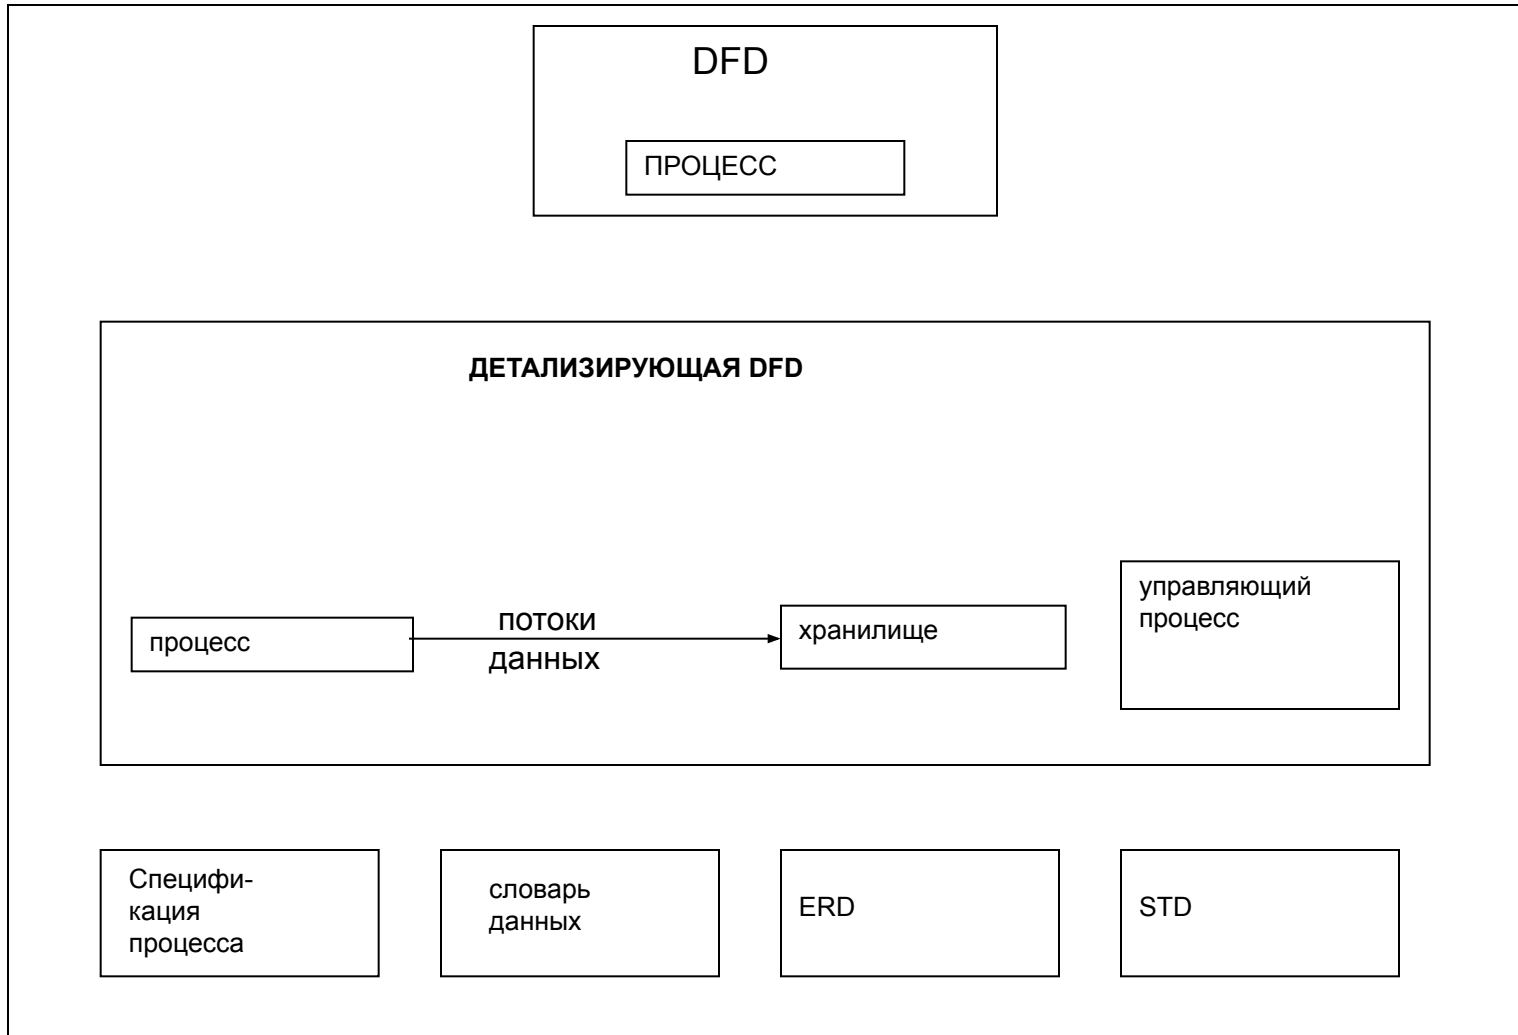 DFD
ПРОЦЕСС
ДЕТАЛИЗИРУЮЩАЯ DFD
процесс
потоки
данных
хранилище
управляющий
процесс
Специфи-
кация
процесса
словарь
данных
ERD
STD